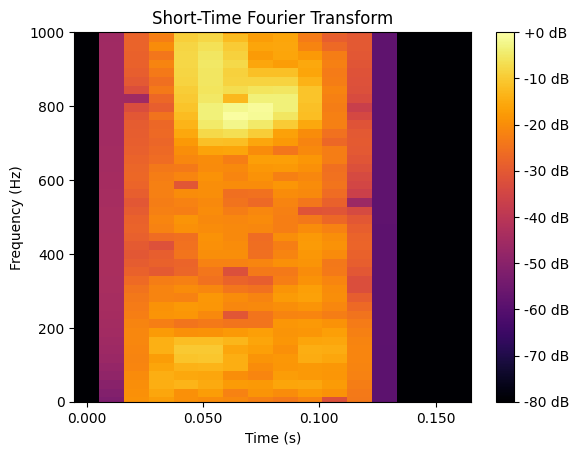 Short-Time Fourier Transform
Frequency (Hz)
1000
800
600
400
200
0
0.000
0.050
0.100
0.150
Time (s)
+0 dB
-10 dB
-20 dB
-30 dB
-40 dB
-50 dB
-60 dB
-70 dB
-80 dB